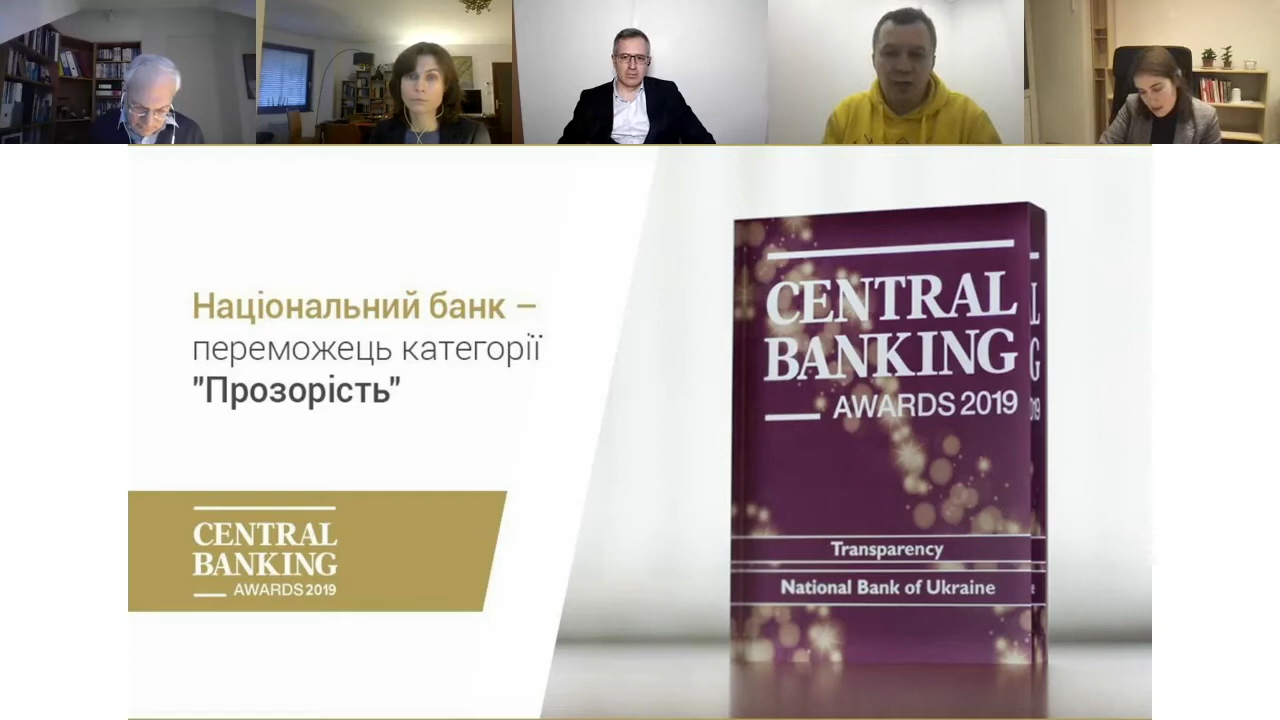 Національний банк –
переможець категорії
"Прозорість"
CENTRAL
BANKING
AWARDS 2019
CENTRAL
BANKING
AWARDS 2019
Transparency
National Bank of Ukraine